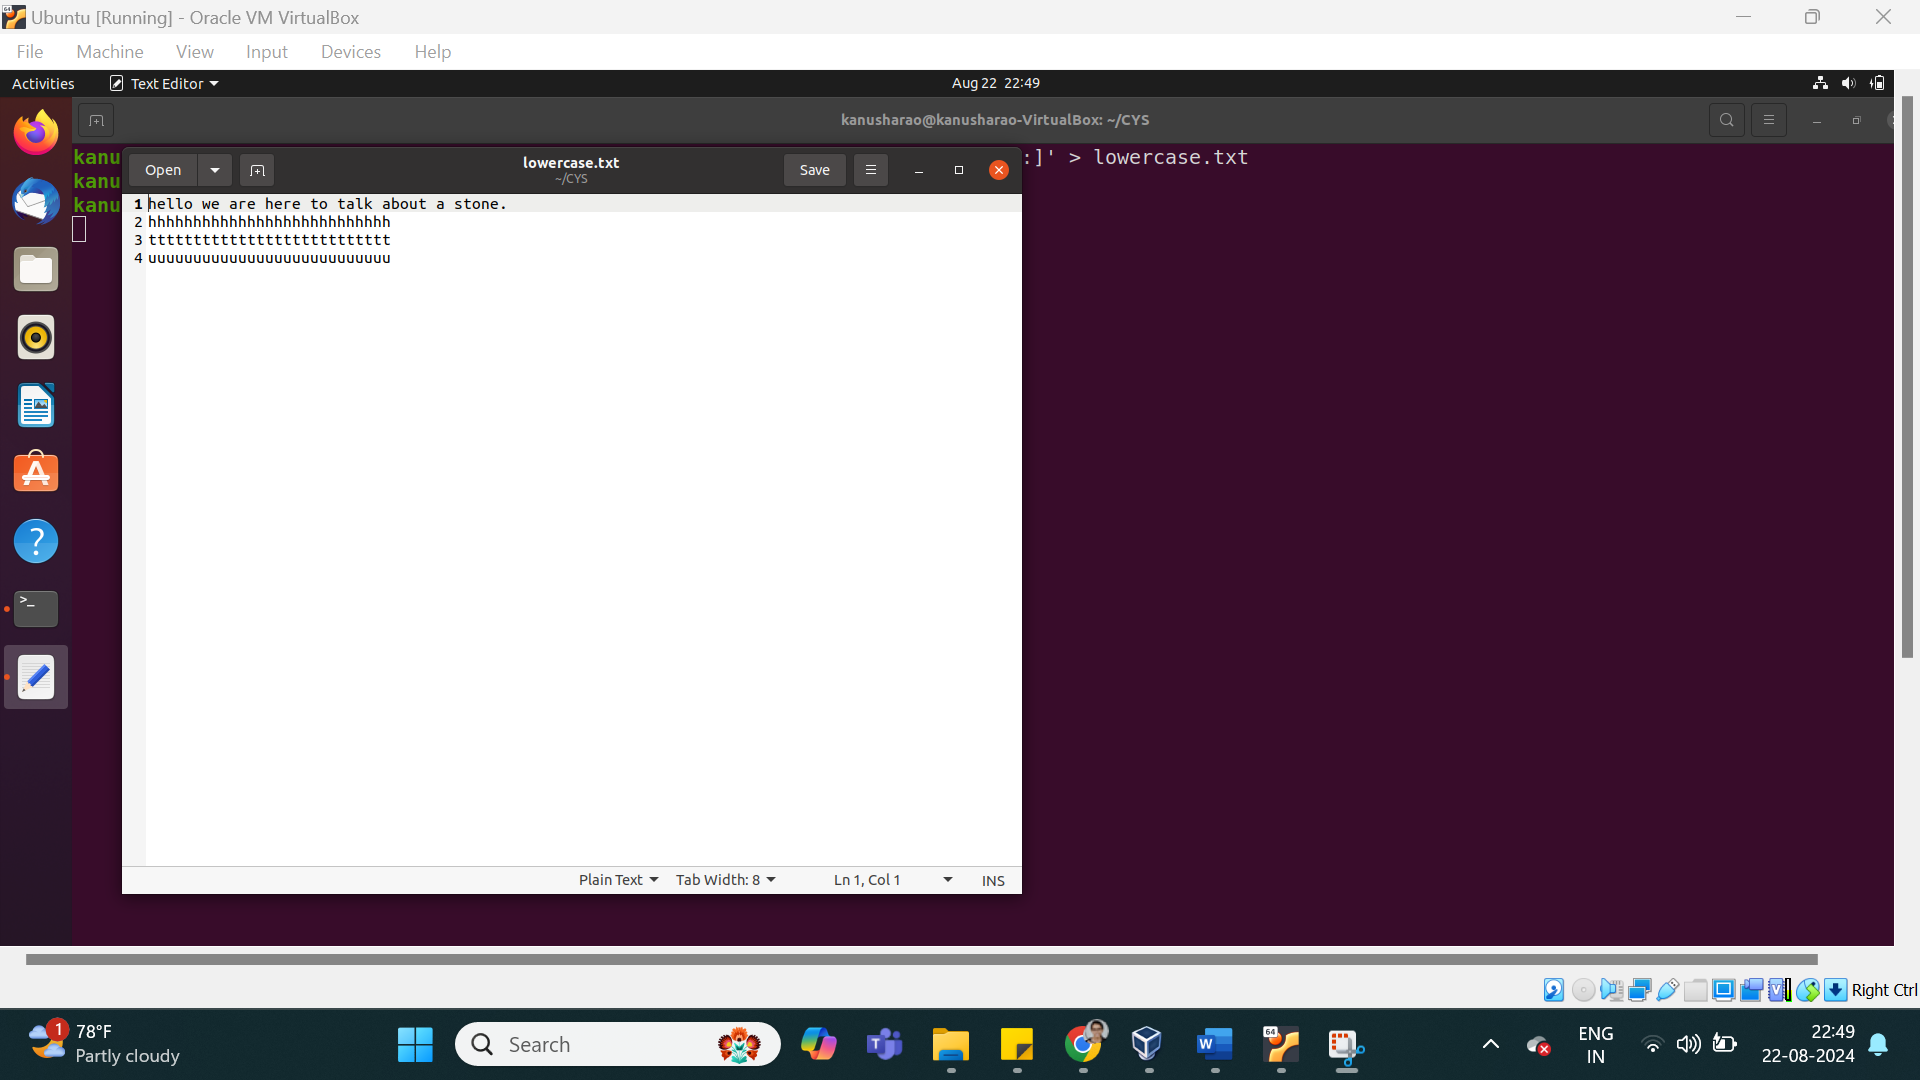 Ubuntu [Running] - Oracle VM VirtualBox
File Machine View Input Devices Help
Activities Text Editor Aug 22 22:49
kanusharao@kanusharao-VirtualBox: ~/CYS
kanu :]' > lowercase.txt
kanu
kanu
Open lowercase.txt Save
~/CYS
1 hello we are here to talk about a stone.
2 hhhhhhhhhhhhhhhhhhhhhhhhhhh
3 ttttttttttttttttttttttttttt
4 uuuuuuuuuuuuuuuuuuuuuuuuuuu
Plain Text Tab Width: 8 Ln 1, Col 1 INS
Right Ctrl
1 78°F
Partly cloudy
Search
64
ENG
IN
22:49
22-08-2024